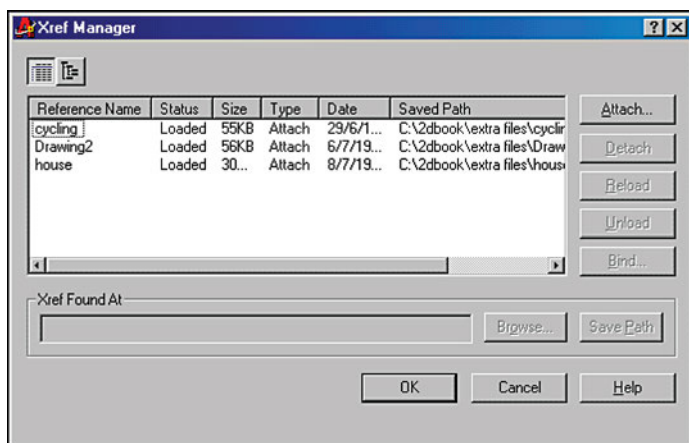 Xref Manager
Reference Name Status Size Type Date Saved Path
cycling Loaded 55KB Attach 29/6/1... C:\2dbook\extra files\cyclir
Drawing2 Loaded 56KB Attach 6/7/19... C:\2dbook\extra files\Draw
house Loaded 30... Attach 8/7/19... C:\2dbook\extra files\hous
Attach...
Detach
Reload
Unload
Bind...
Xref Found At
Browse... Save Path
OK Cancel Help